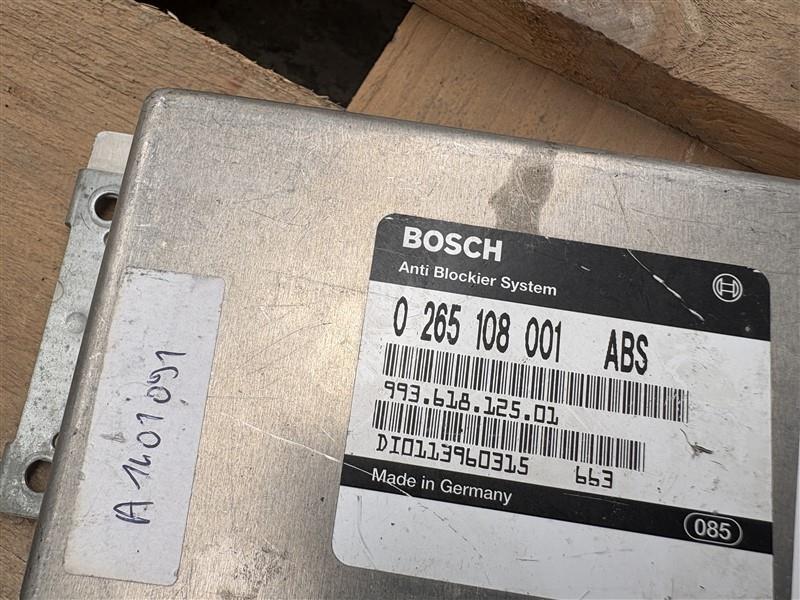 BOSCH
Anti Blockier System
0 265 108 001 ABS
993.618.125.01
DI0113960315 663
Made in Germany
085
A1401091